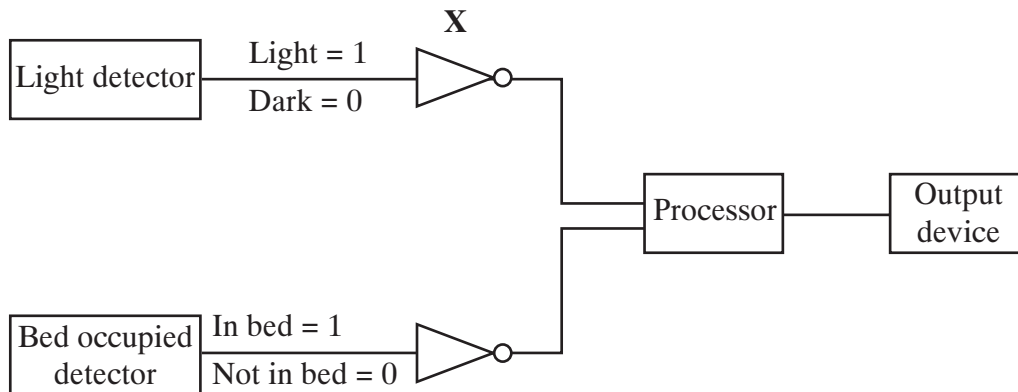 X
Light detector
Light = 1
Dark = 0
Processor
Output
device
Bed occupied
detector
In bed = 1
Not in bed = 0